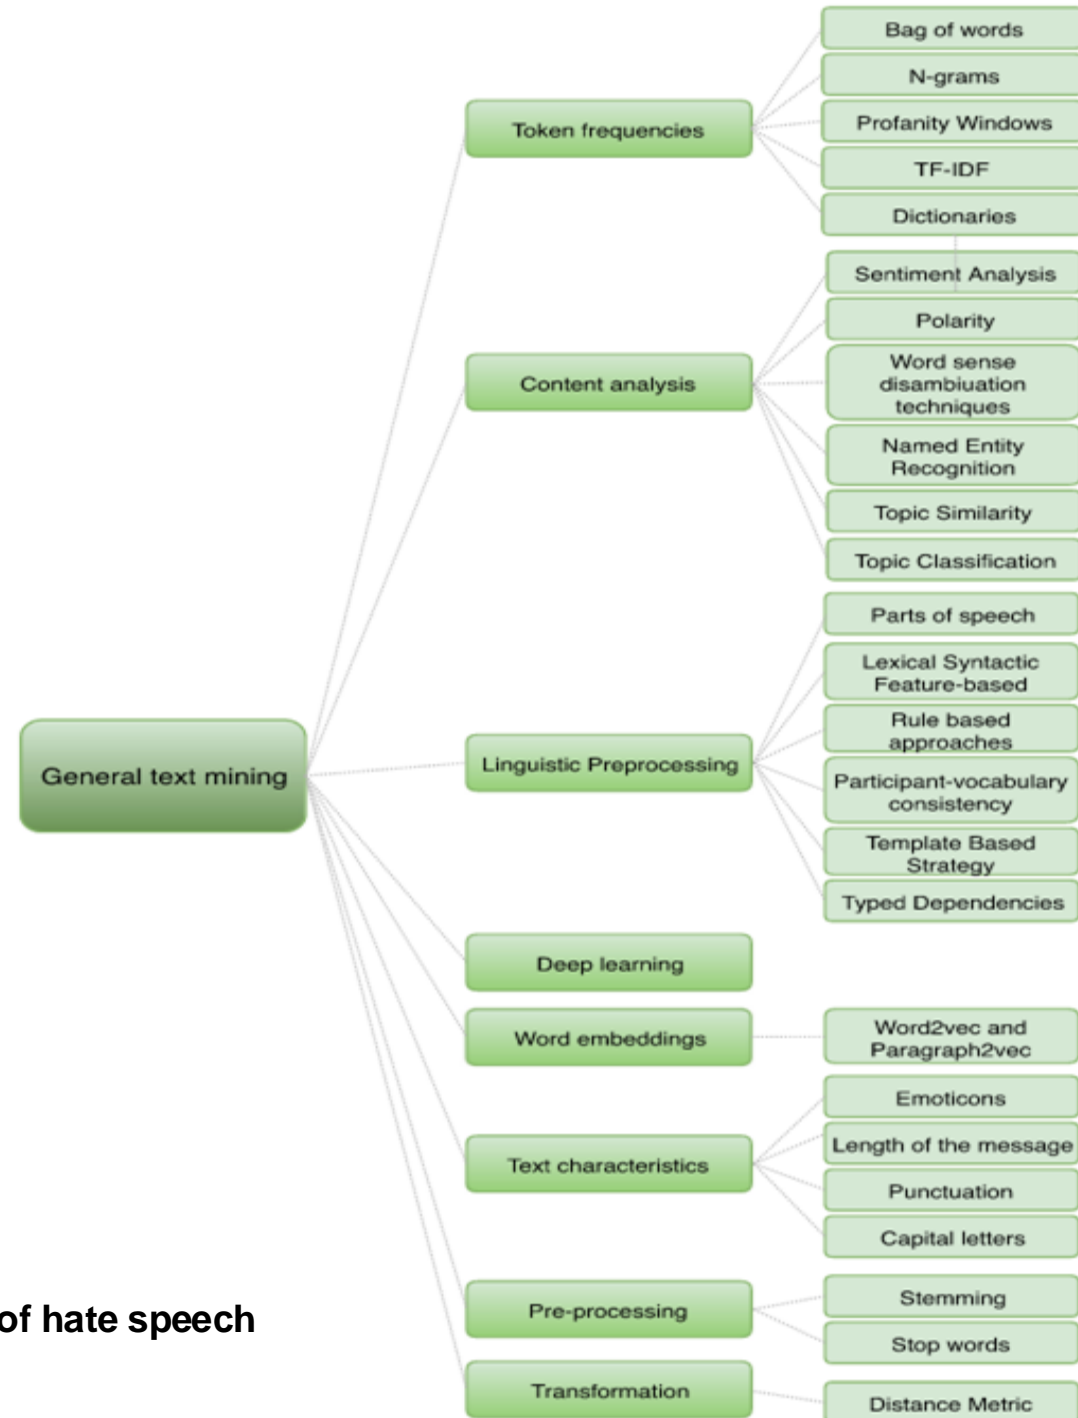 General text mining
Token frequencies
Bag of words
N-grams
Profanity Windows
TF-IDF
Dictionaries
Content analysis
Sentiment Analysis
Polarity
Word sense
disambiuation
techniques
Named Entity
Recognition
Topic Similarity
Topic Classification
Linguistic Preprocessing
Parts of speech
Lexical Syntactic
Feature-based
Rule based
approaches
Participant-vocabulary
consistency
Template Based
Strategy
Typed Dependencies
Deep learning
Word embeddings
Word2vec and
Paragraph2vec
Text characteristics
Emoticons
Length of the message
Punctuation
Capital letters
Pre-processing
Stemming
Stop words
Transformation
Distance Metric
of hate speech